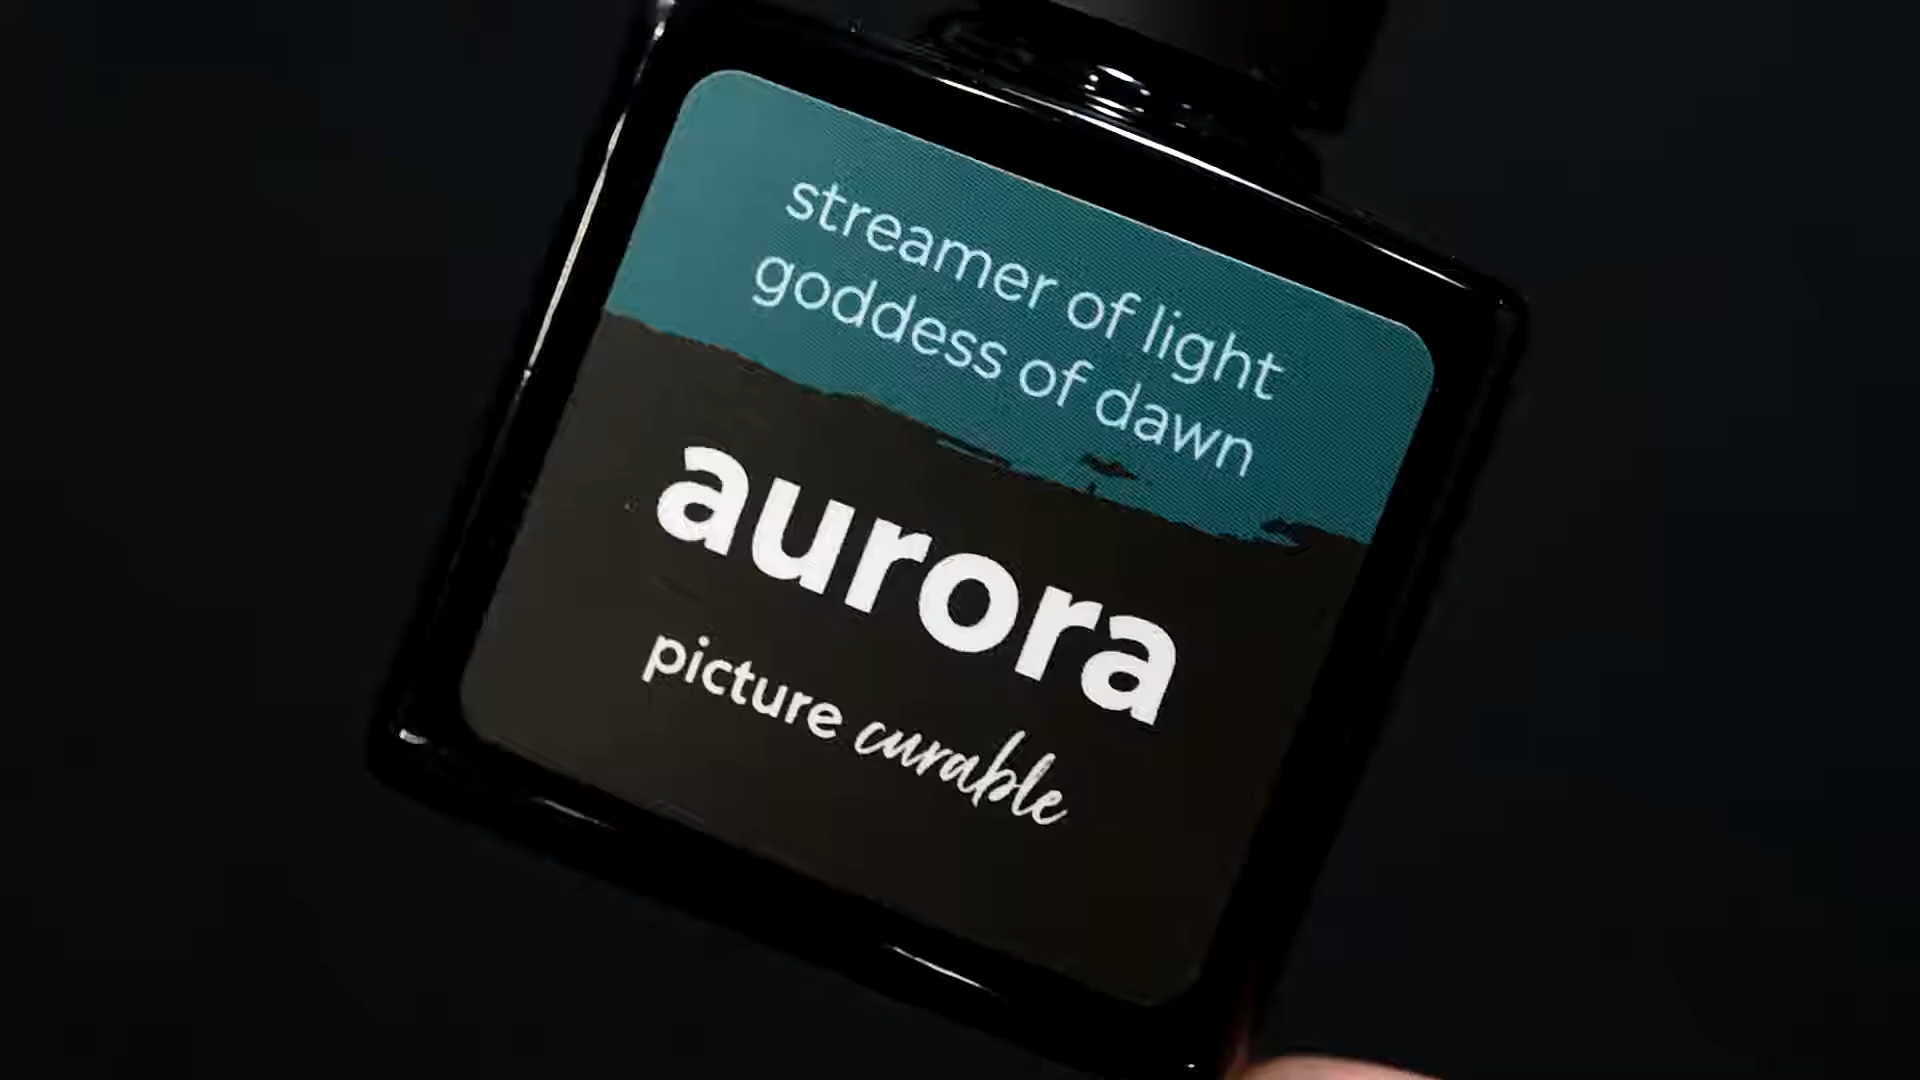 streamer of light
goddess of dawn
aurora
picture curable